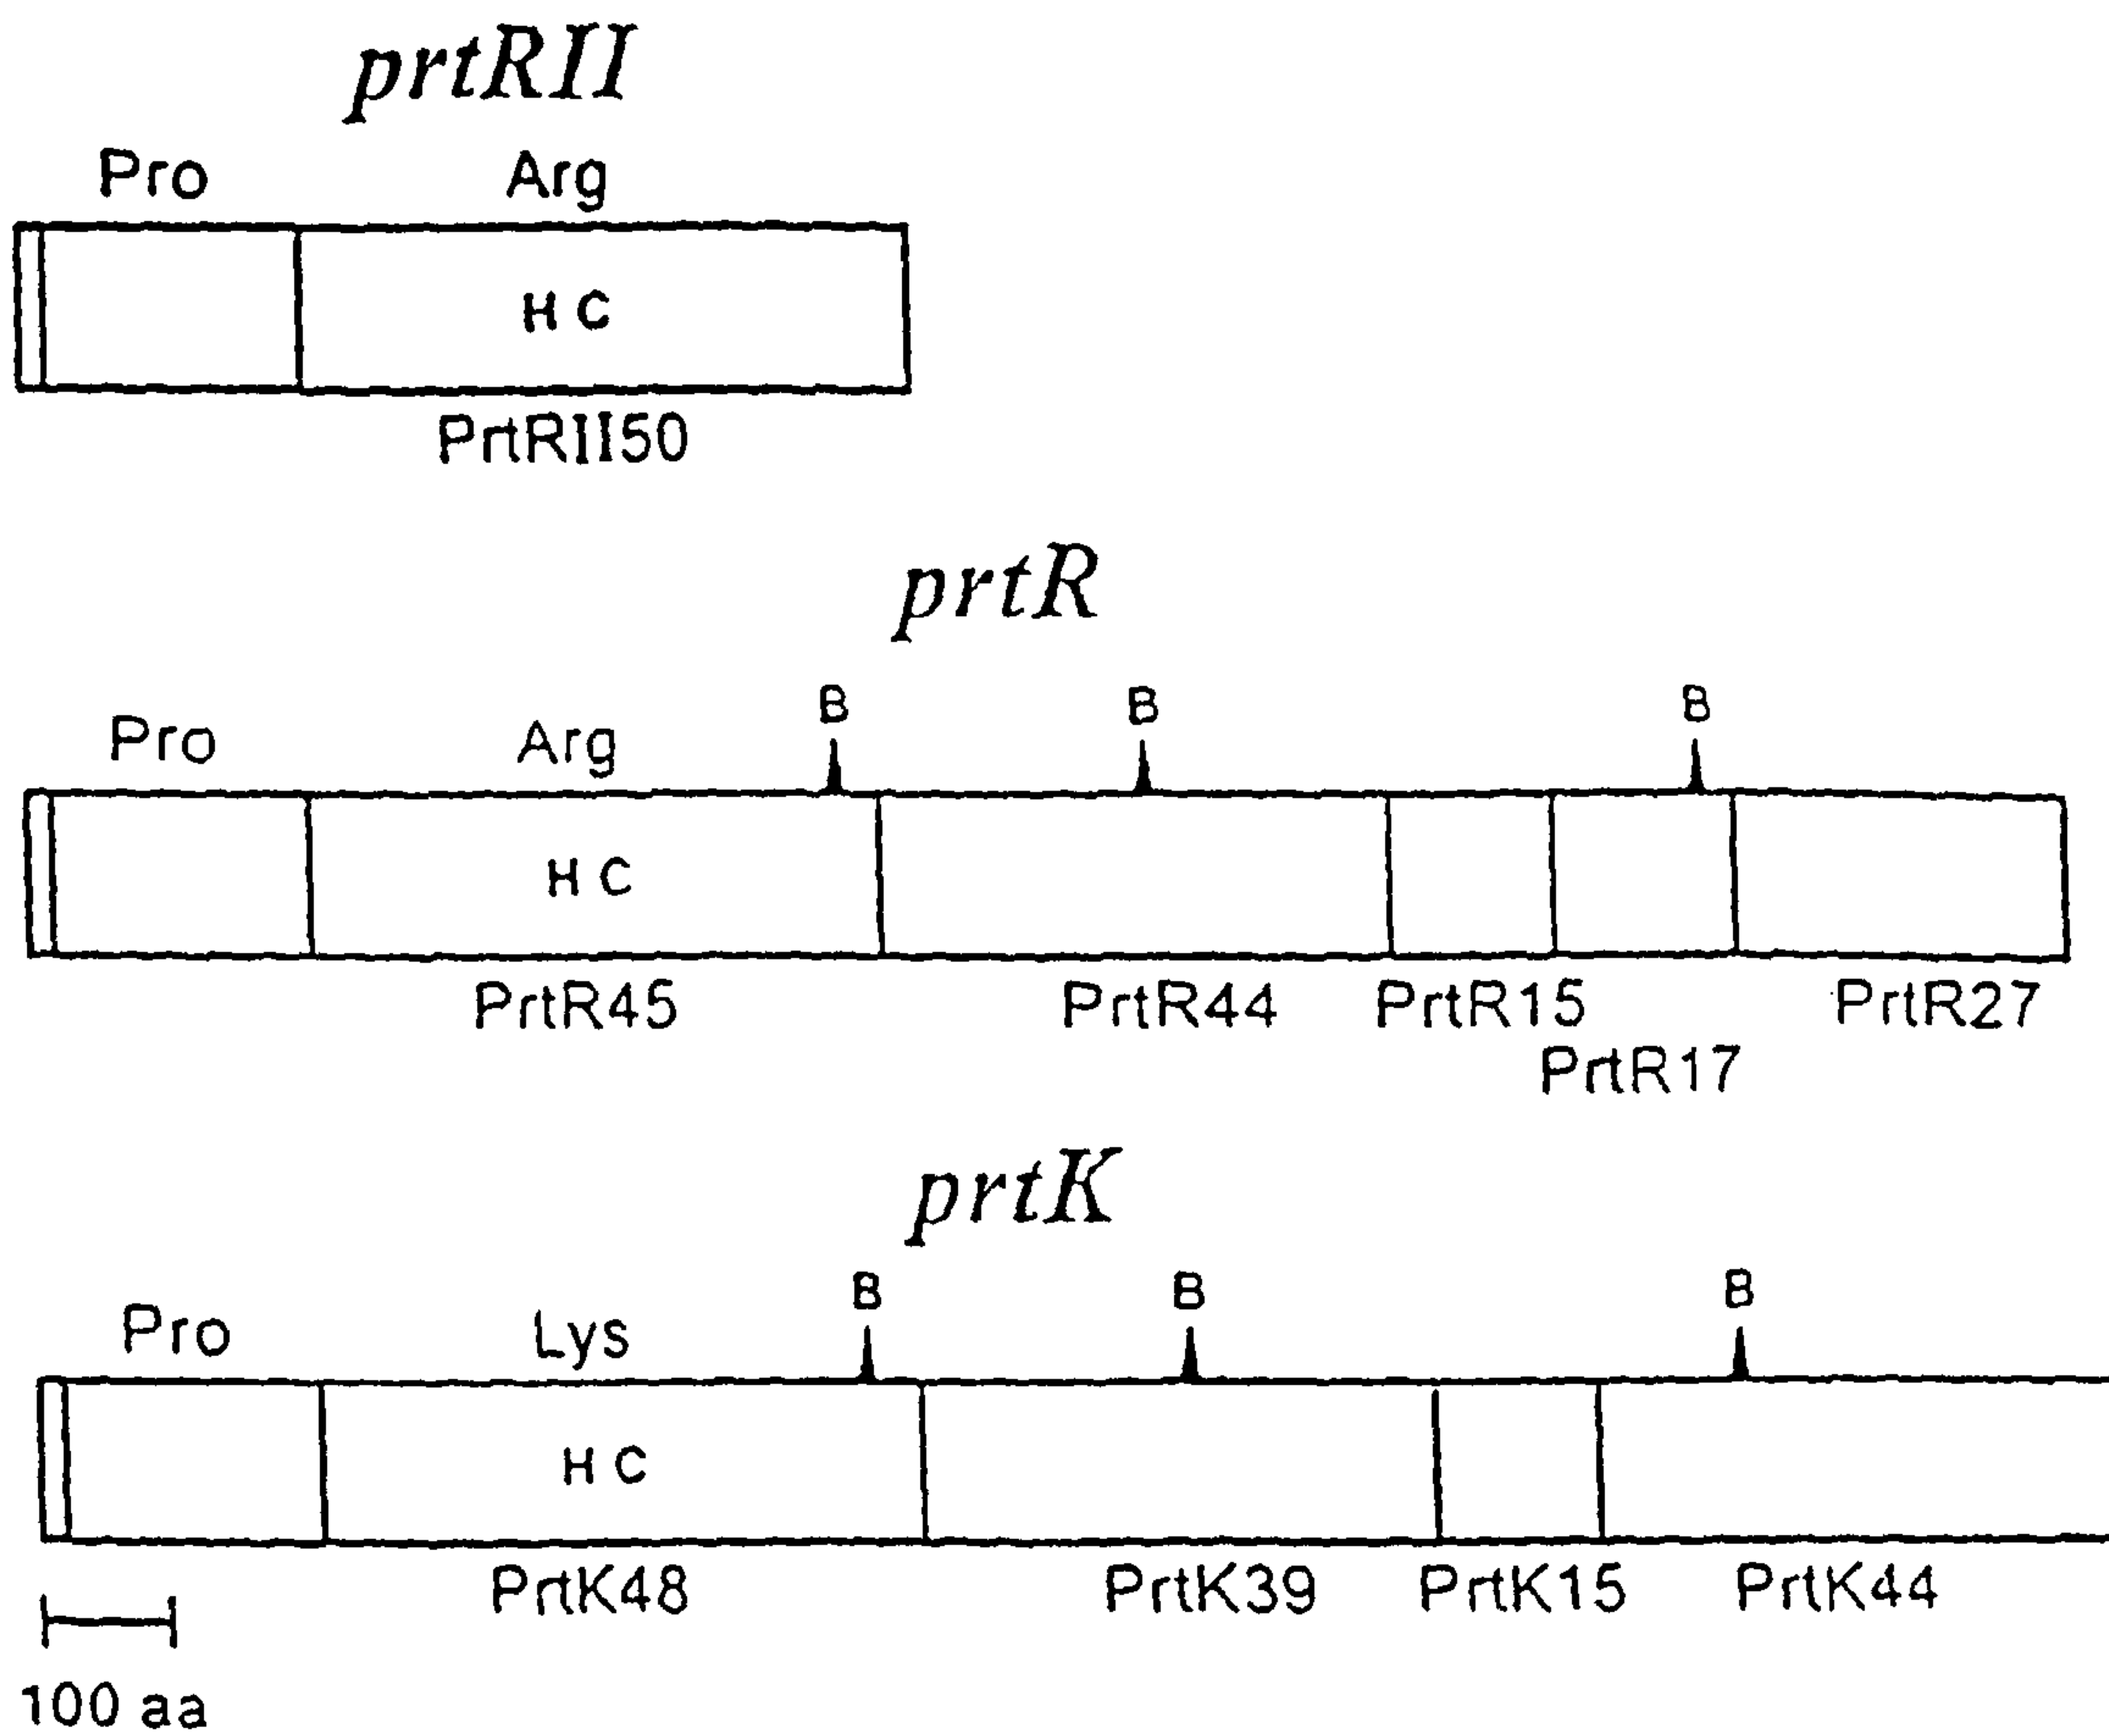 prtRII
Pro Arg
H C
PrtRII50
prtR
B B B
Pro Arg
H C
PrtR45 PrtR44 PrtR15 PrtR27
PrtR17
prtK
B B B
Pro Lys
H C
PrtK48 PrtK39 PrtK15 PrtK44
100 aa